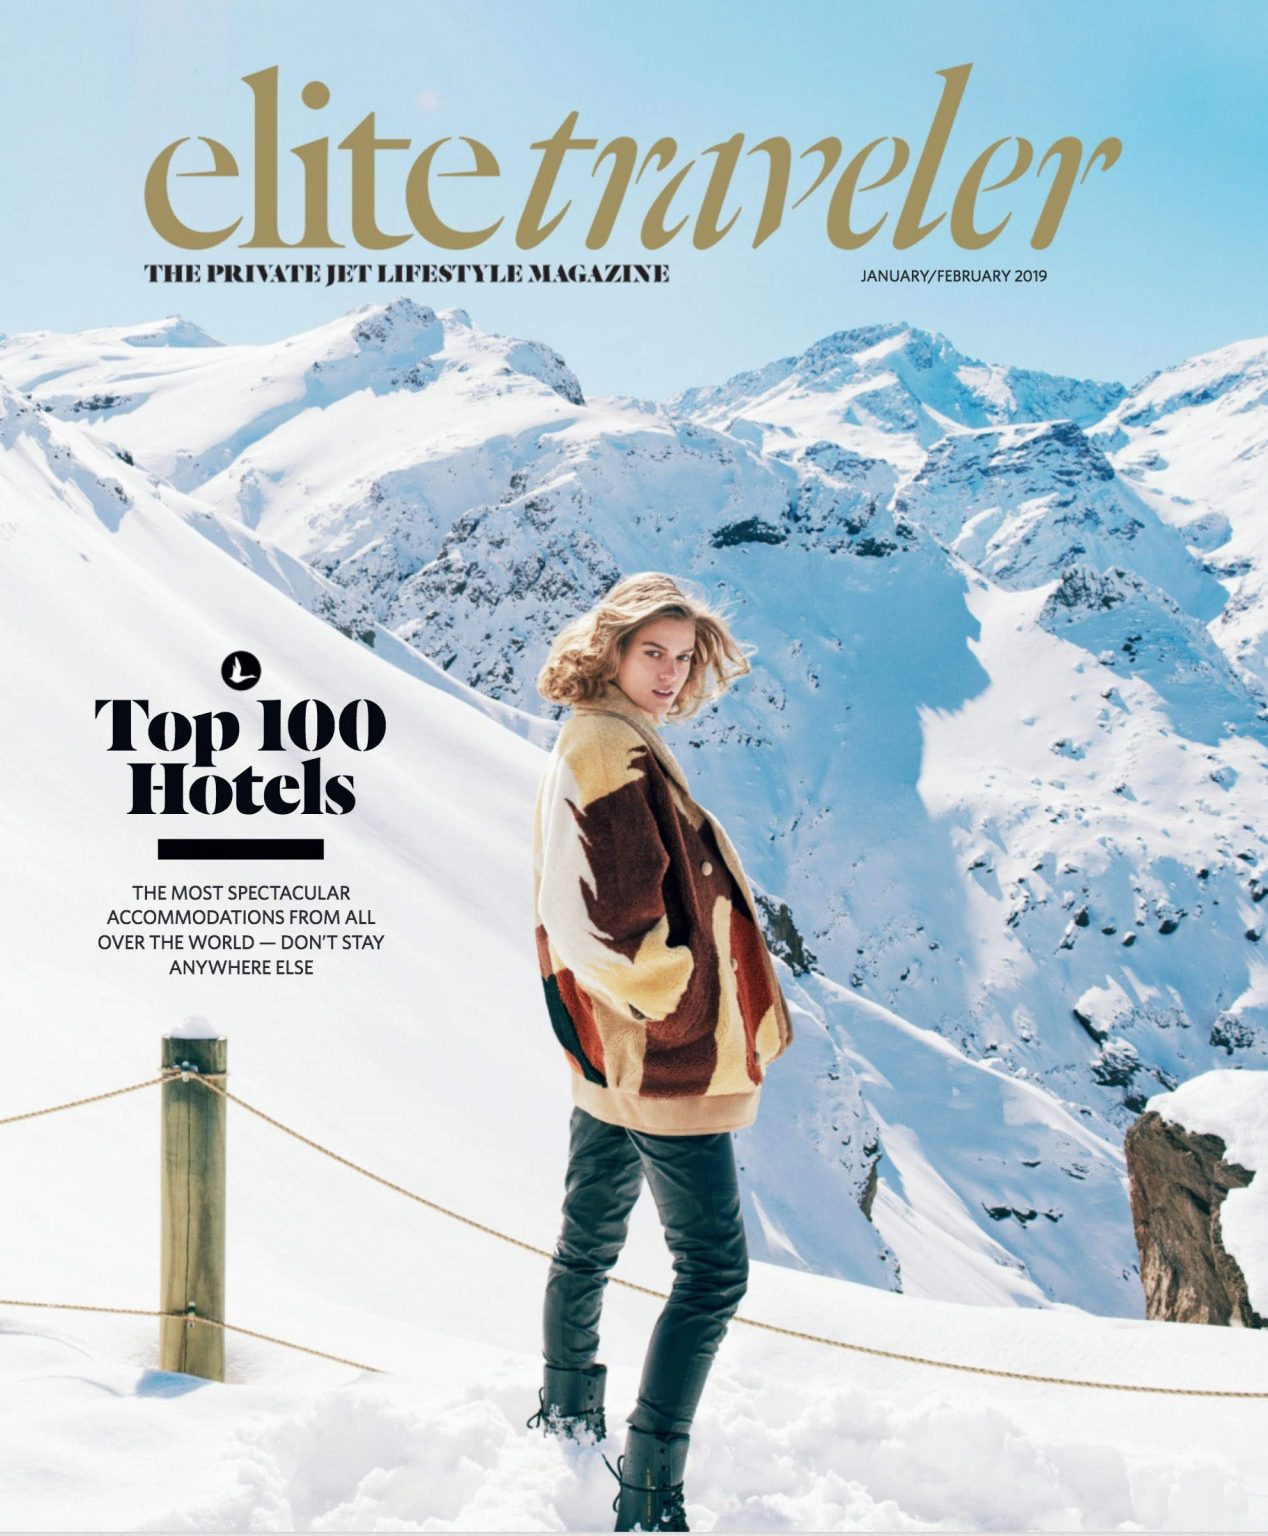 elite traveler
THE PRIVATE JET LIFESTYLE MAGAZINE
JANUARY/FEBRUARY 2019
Top 100
Hotels
THE MOST SPECTACULAR
ACCOMMODATIONS FROM ALL
OVER THE WORLD — DON'T STAY
ANYWHERE ELSE